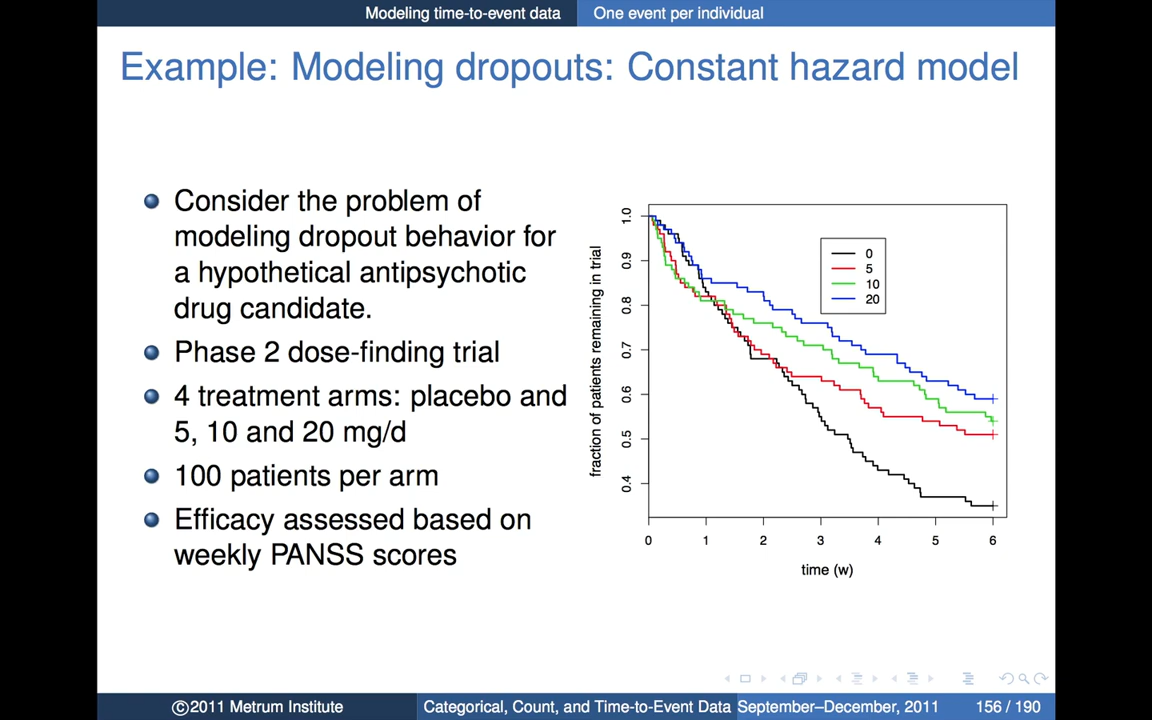 Modeling time-to-event data One event per individual
Example: Modeling dropouts: Constant hazard model
Consider the problem of
modeling dropout behavior for
a hypothetical antipsychotic
drug candidate.
Phase 2 dose-finding trial
4 treatment arms: placebo and
5, 10 and 20 mg/d
100 patients per arm
Efficacy assessed based on
weekly PANSS scores
fraction of patients remaining in trial
1.0
0.9
0.8
0.7
0.6
0.5
0.4
0
5
10
20
0 1 2 3 4 5 6
time (w)
©2011 Metrum Institute Categorical, Count, and Time-to-Event Data September–December, 2011 156 / 190